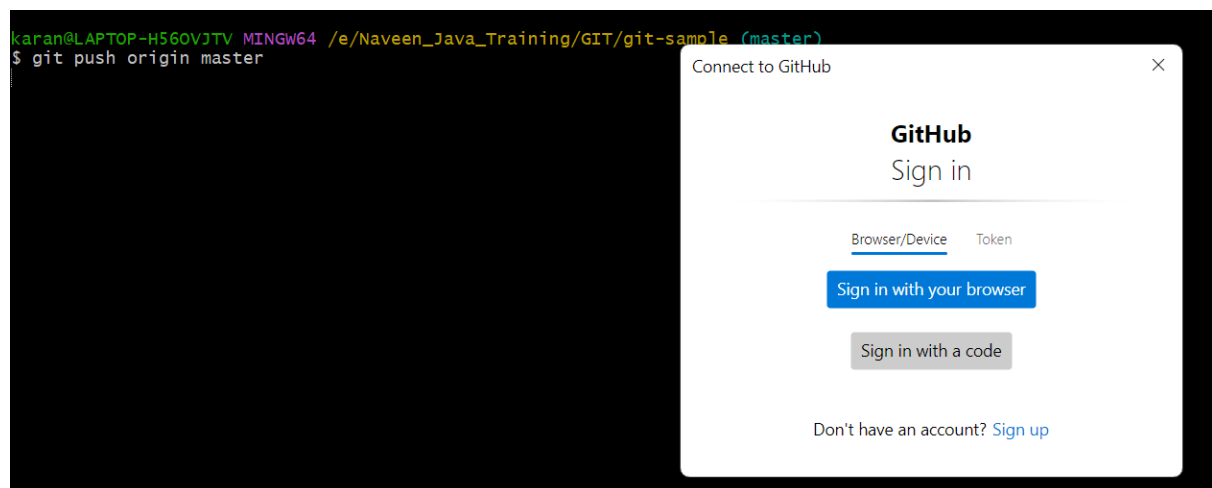 karan@LAPTOP-H56OVJTV MINGW64 /e/Naveen_Java_Training/GIT/git-sample (master)
$ git push origin master
Connect to GitHub
GitHub
Sign in
Browser/Device Token
Sign in with your browser
Sign in with a code
Don't have an account? Sign up